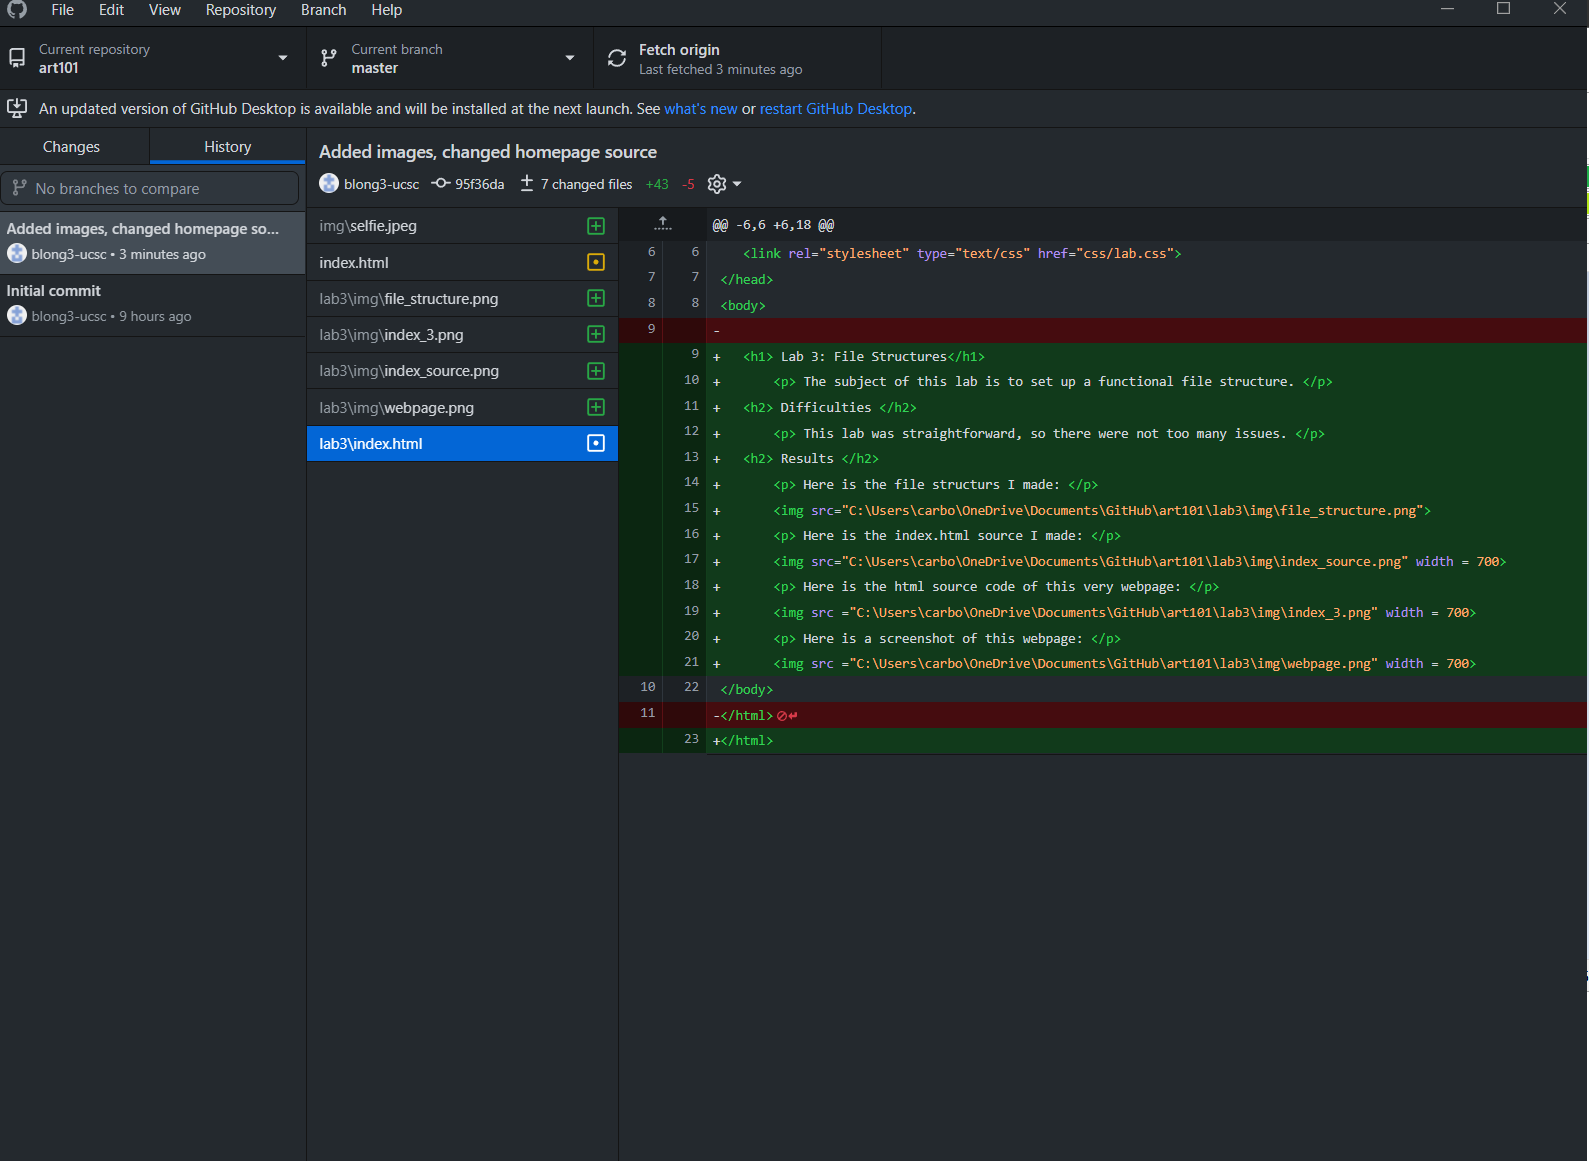 File Edit View Repository Branch Help
Current repository
art101
Current branch
master
Fetch origin
Last fetched 3 minutes ago
An updated version of GitHub Desktop is available and will be installed at the next launch. See what's new or restart GitHub Desktop.
Changes
History
No branches to compare
Added images, changed homepage so...
blong3-ucsc • 3 minutes ago
Initial commit
blong3-ucsc • 9 hours ago
Added images, changed homepage source
blong3-ucsc 95f36da 7 changed files +43 -5
img\selfie.jpeg
index.html
lab3\img\file_structure.png
lab3\img\index_3.png
lab3\img\index_source.png
lab3\img\webpage.png
lab3\index.html
@@ -6,6 +6,18 @@
6 6 <link rel="stylesheet" type="text/css" href="css/lab.css">
7 7 </head>
8 8 <body>
9 -
9 + <h1> Lab 3: File Structures</h1>
10 + <p> The subject of this lab is to set up a functional file structure. </p>
11 + <h2> Difficulties </h2>
12 + <p> This lab was straightforward, so there were not too many issues. </p>
13 + <h2> Results </h2>
14 + <p> Here is the file structurs I made: </p>
15 + <img src="C:\Users\carbo\OneDrive\Documents\GitHub\art101\lab3\img\file_structure.png">
16 + <p> Here is the index.html source I made: </p>
17 + <img src="C:\Users\carbo\OneDrive\Documents\GitHub\art101\lab3\img\index_source.png" width = 700>
18 + <p> Here is the html source code of this very webpage: </p>
19 + <img src ="C:\Users\carbo\OneDrive\Documents\GitHub\art101\lab3\img\index_3.png" width = 700>
20 + <p> Here is a screenshot of this webpage: </p>
21 + <img src ="C:\Users\carbo\OneDrive\Documents\GitHub\art101\lab3\img\webpage.png" width = 700>
10 22 </body>
11 -</html>
23 +</html>